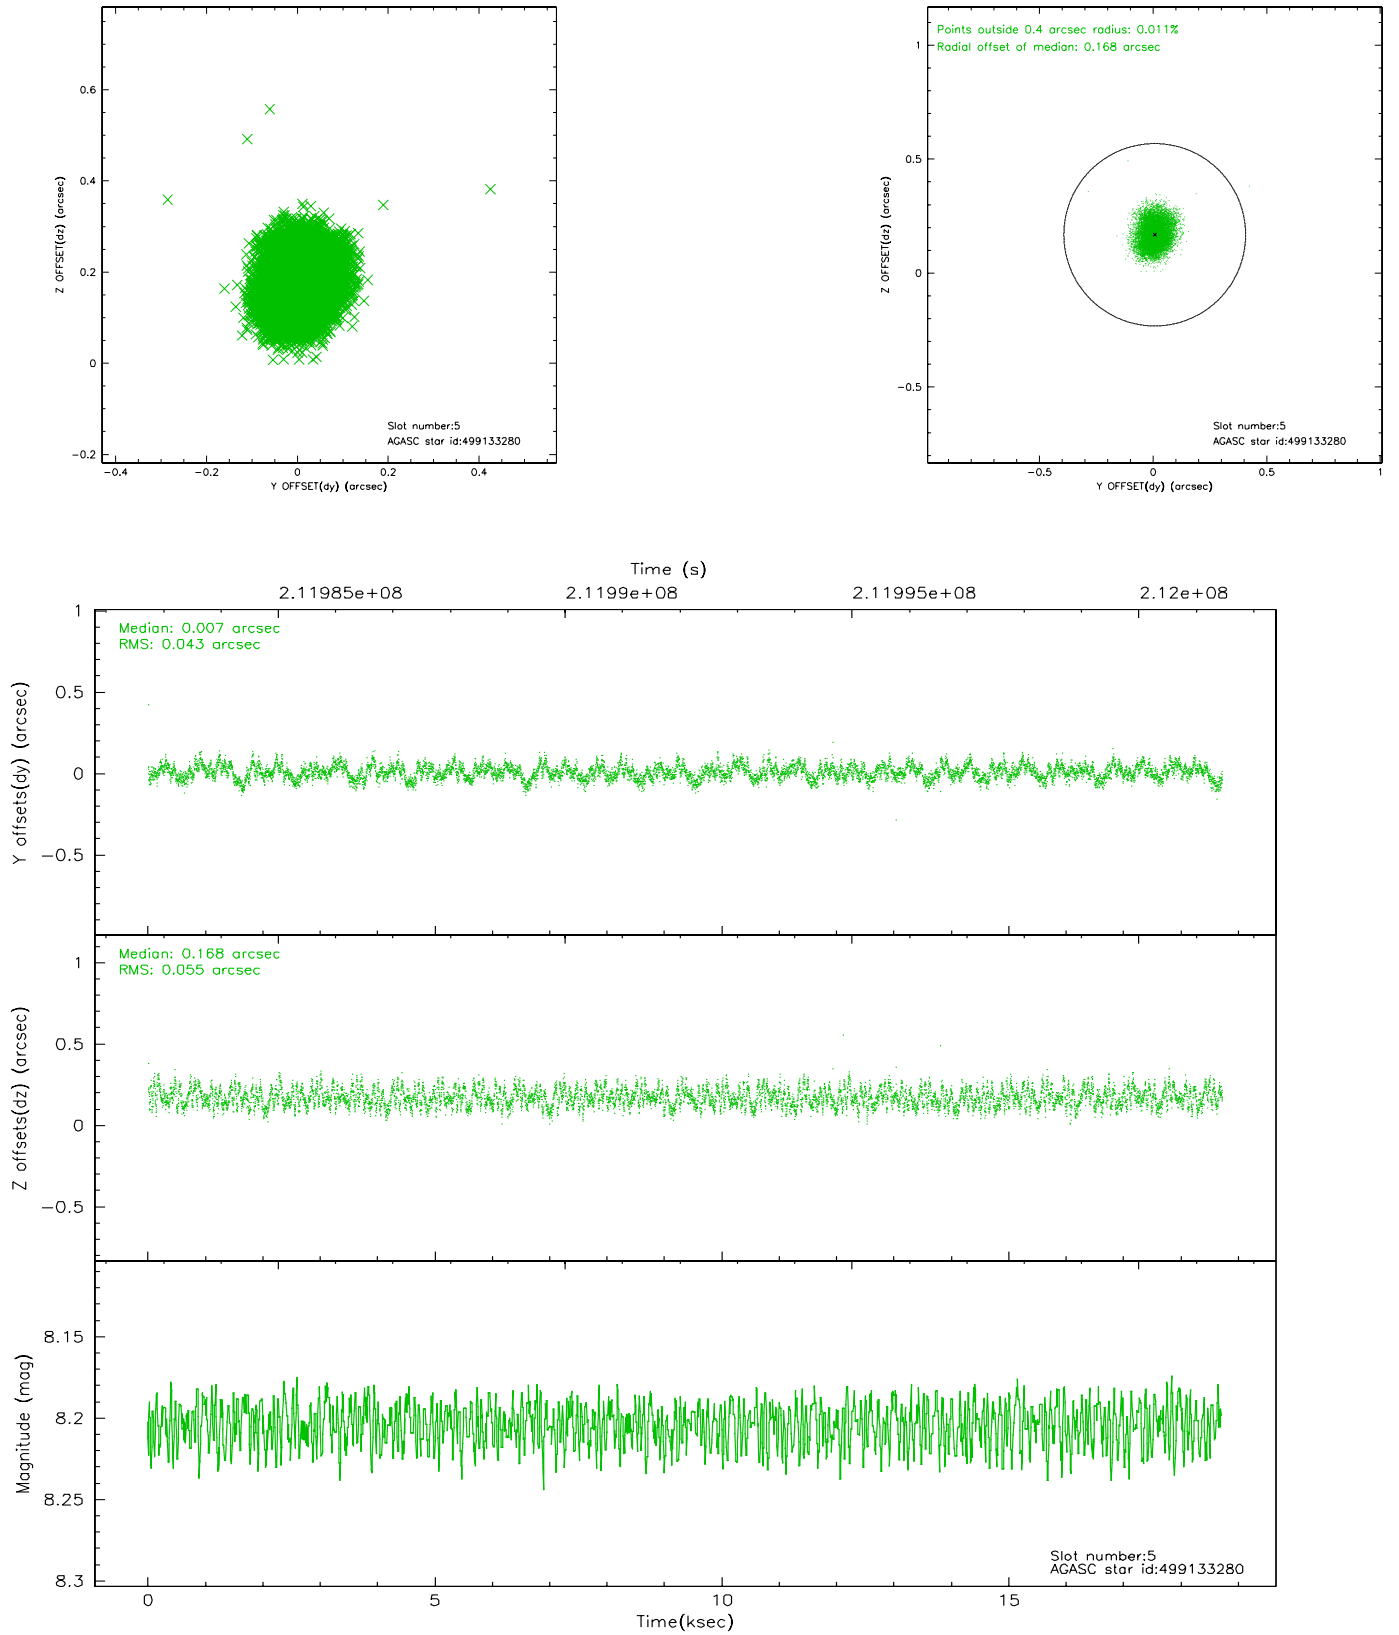 0.6
0.4
0.2
0
−0.2
−0.4
−0.2
0
0.2
0.4
Z OFFSET(dz) (arcsec)
Y OFFSET(dy) (arcsec)
Slot number:5
AGASC star id:499133280
Points outside 0.4 arcsec radius: 0.011%
Radial offset of median: 0.168 arcsec
1
0.5
0
−0.5
−0.5
0
0.5
1
Z OFFSET(dz) (arcsec)
Y OFFSET(dy) (arcsec)
Slot number:5
AGASC star id:499133280
Time (s)
2.11985e+08
2.1199e+08
2.11995e+08
2.12e+08
Median: 0.007 arcsec
RMS: 0.043 arcsec
1
0.5
0
−0.5
Y offsets(dy) (arcsec)
Median: 0.168 arcsec
RMS: 0.055 arcsec
1
0.5
0
−0.5
Z offsets(dz) (arcsec)
8.15
8.2
8.25
8.3
Magnitude (mag)
Slot number:5
AGASC star id:499133280
0
5
10
15
Time(ksec)